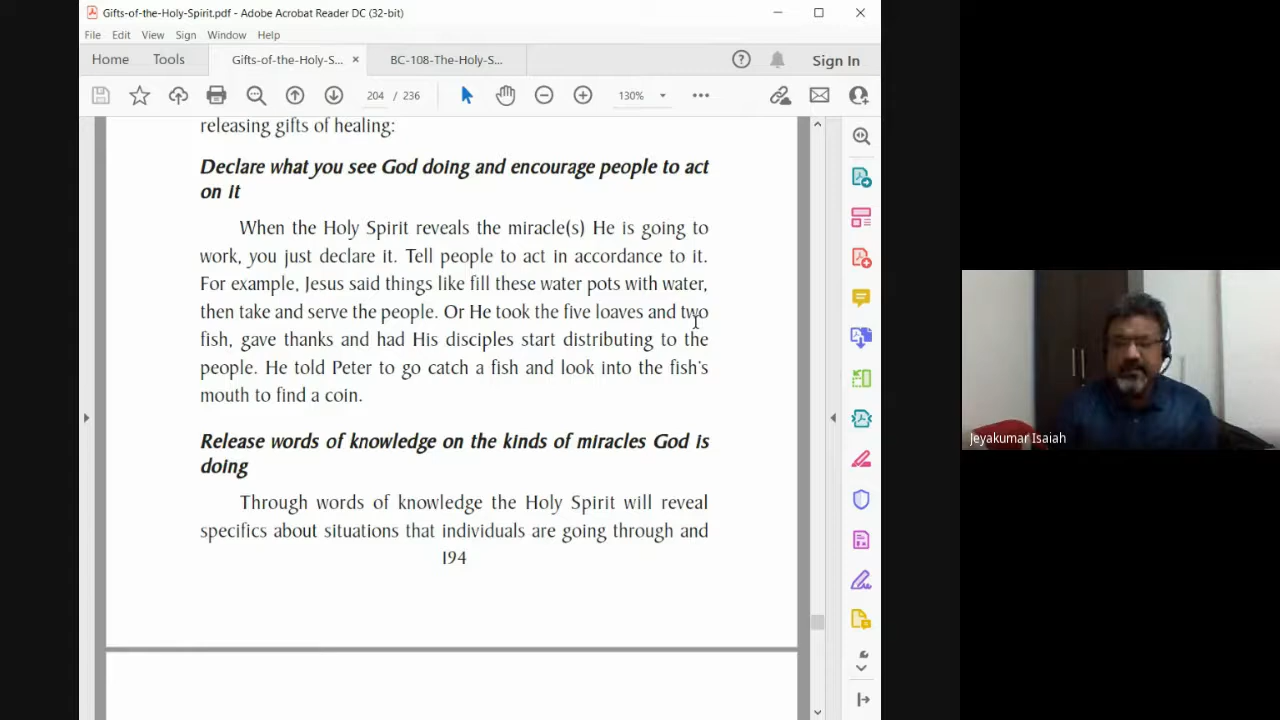 Gifts-of-the-Holy-Spirit.pdf - Adobe Acrobat Reader DC (32-bit)
File Edit View Sign Window Help
Home Tools Gifts-of-the-Holy-S... × BC-108-The-Holy-S... Sign In
204 / 236 130%
releasing gifts of healing:
Declare what you see God doing and encourage people to act
on it
When the Holy Spirit reveals the miracle(s) He is going to
work, you just declare it. Tell people to act in accordance to it.
For example, Jesus said things like fill these water pots with water,
then take and serve the people. Or He took the five loaves and two
fish, gave thanks and had His disciples start distributing to the
people. He told Peter to go catch a fish and look into the fish's
mouth to find a coin.
Release words of knowledge on the kinds of miracles God is
doing
Through words of knowledge the Holy Spirit will reveal
specifics about situations that individuals are going through and
194
Jeyakumar Isaiah